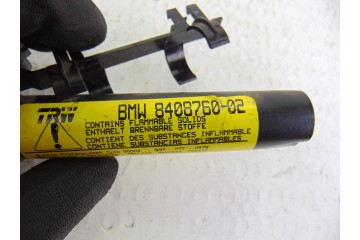 TRW
BMW 8408760-02
CONTAINS FLAMMABLE SOLIDS
ENTHAELT BRENNBARE STOFFE
CONTIENT DES SUBSTANCES INFLAMMABLE
CONTIENE SUBSTANCIAS INFLAMABLES